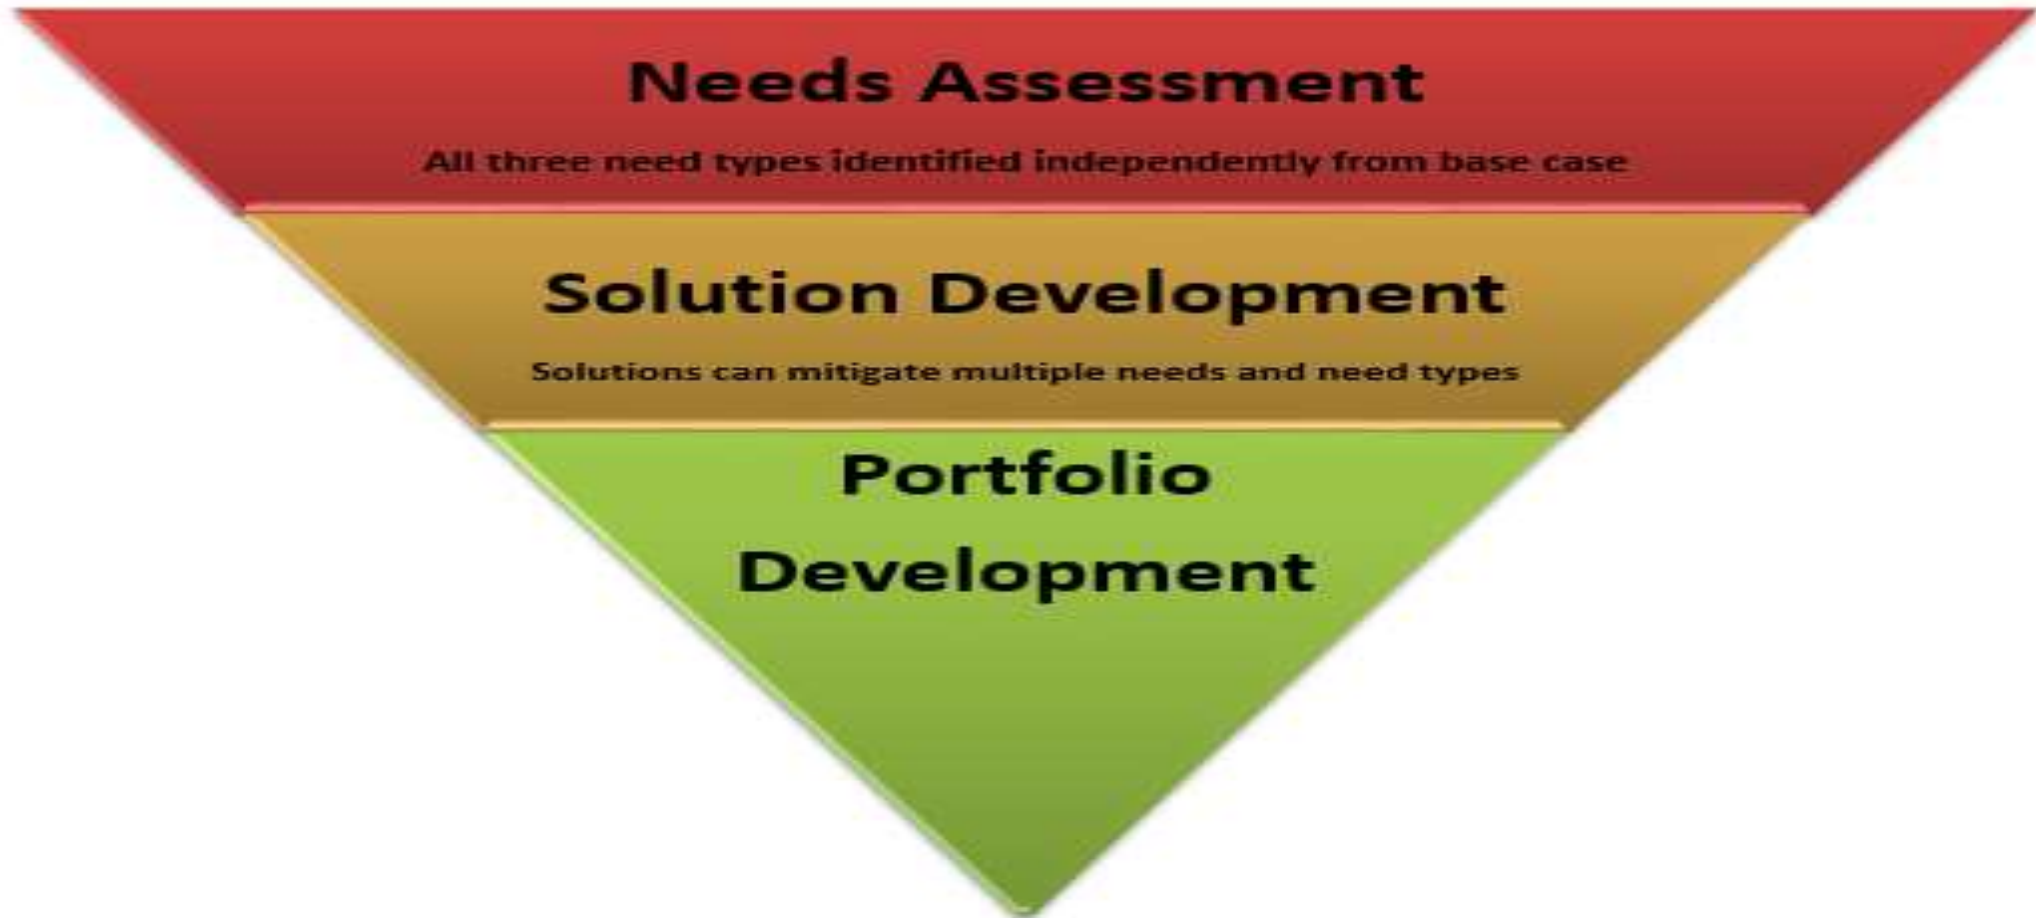 Needs Assessment
All three need types identified independently from base case
Solution Development
Solutions can mitigate multiple needs and need types
Portfolio
Development